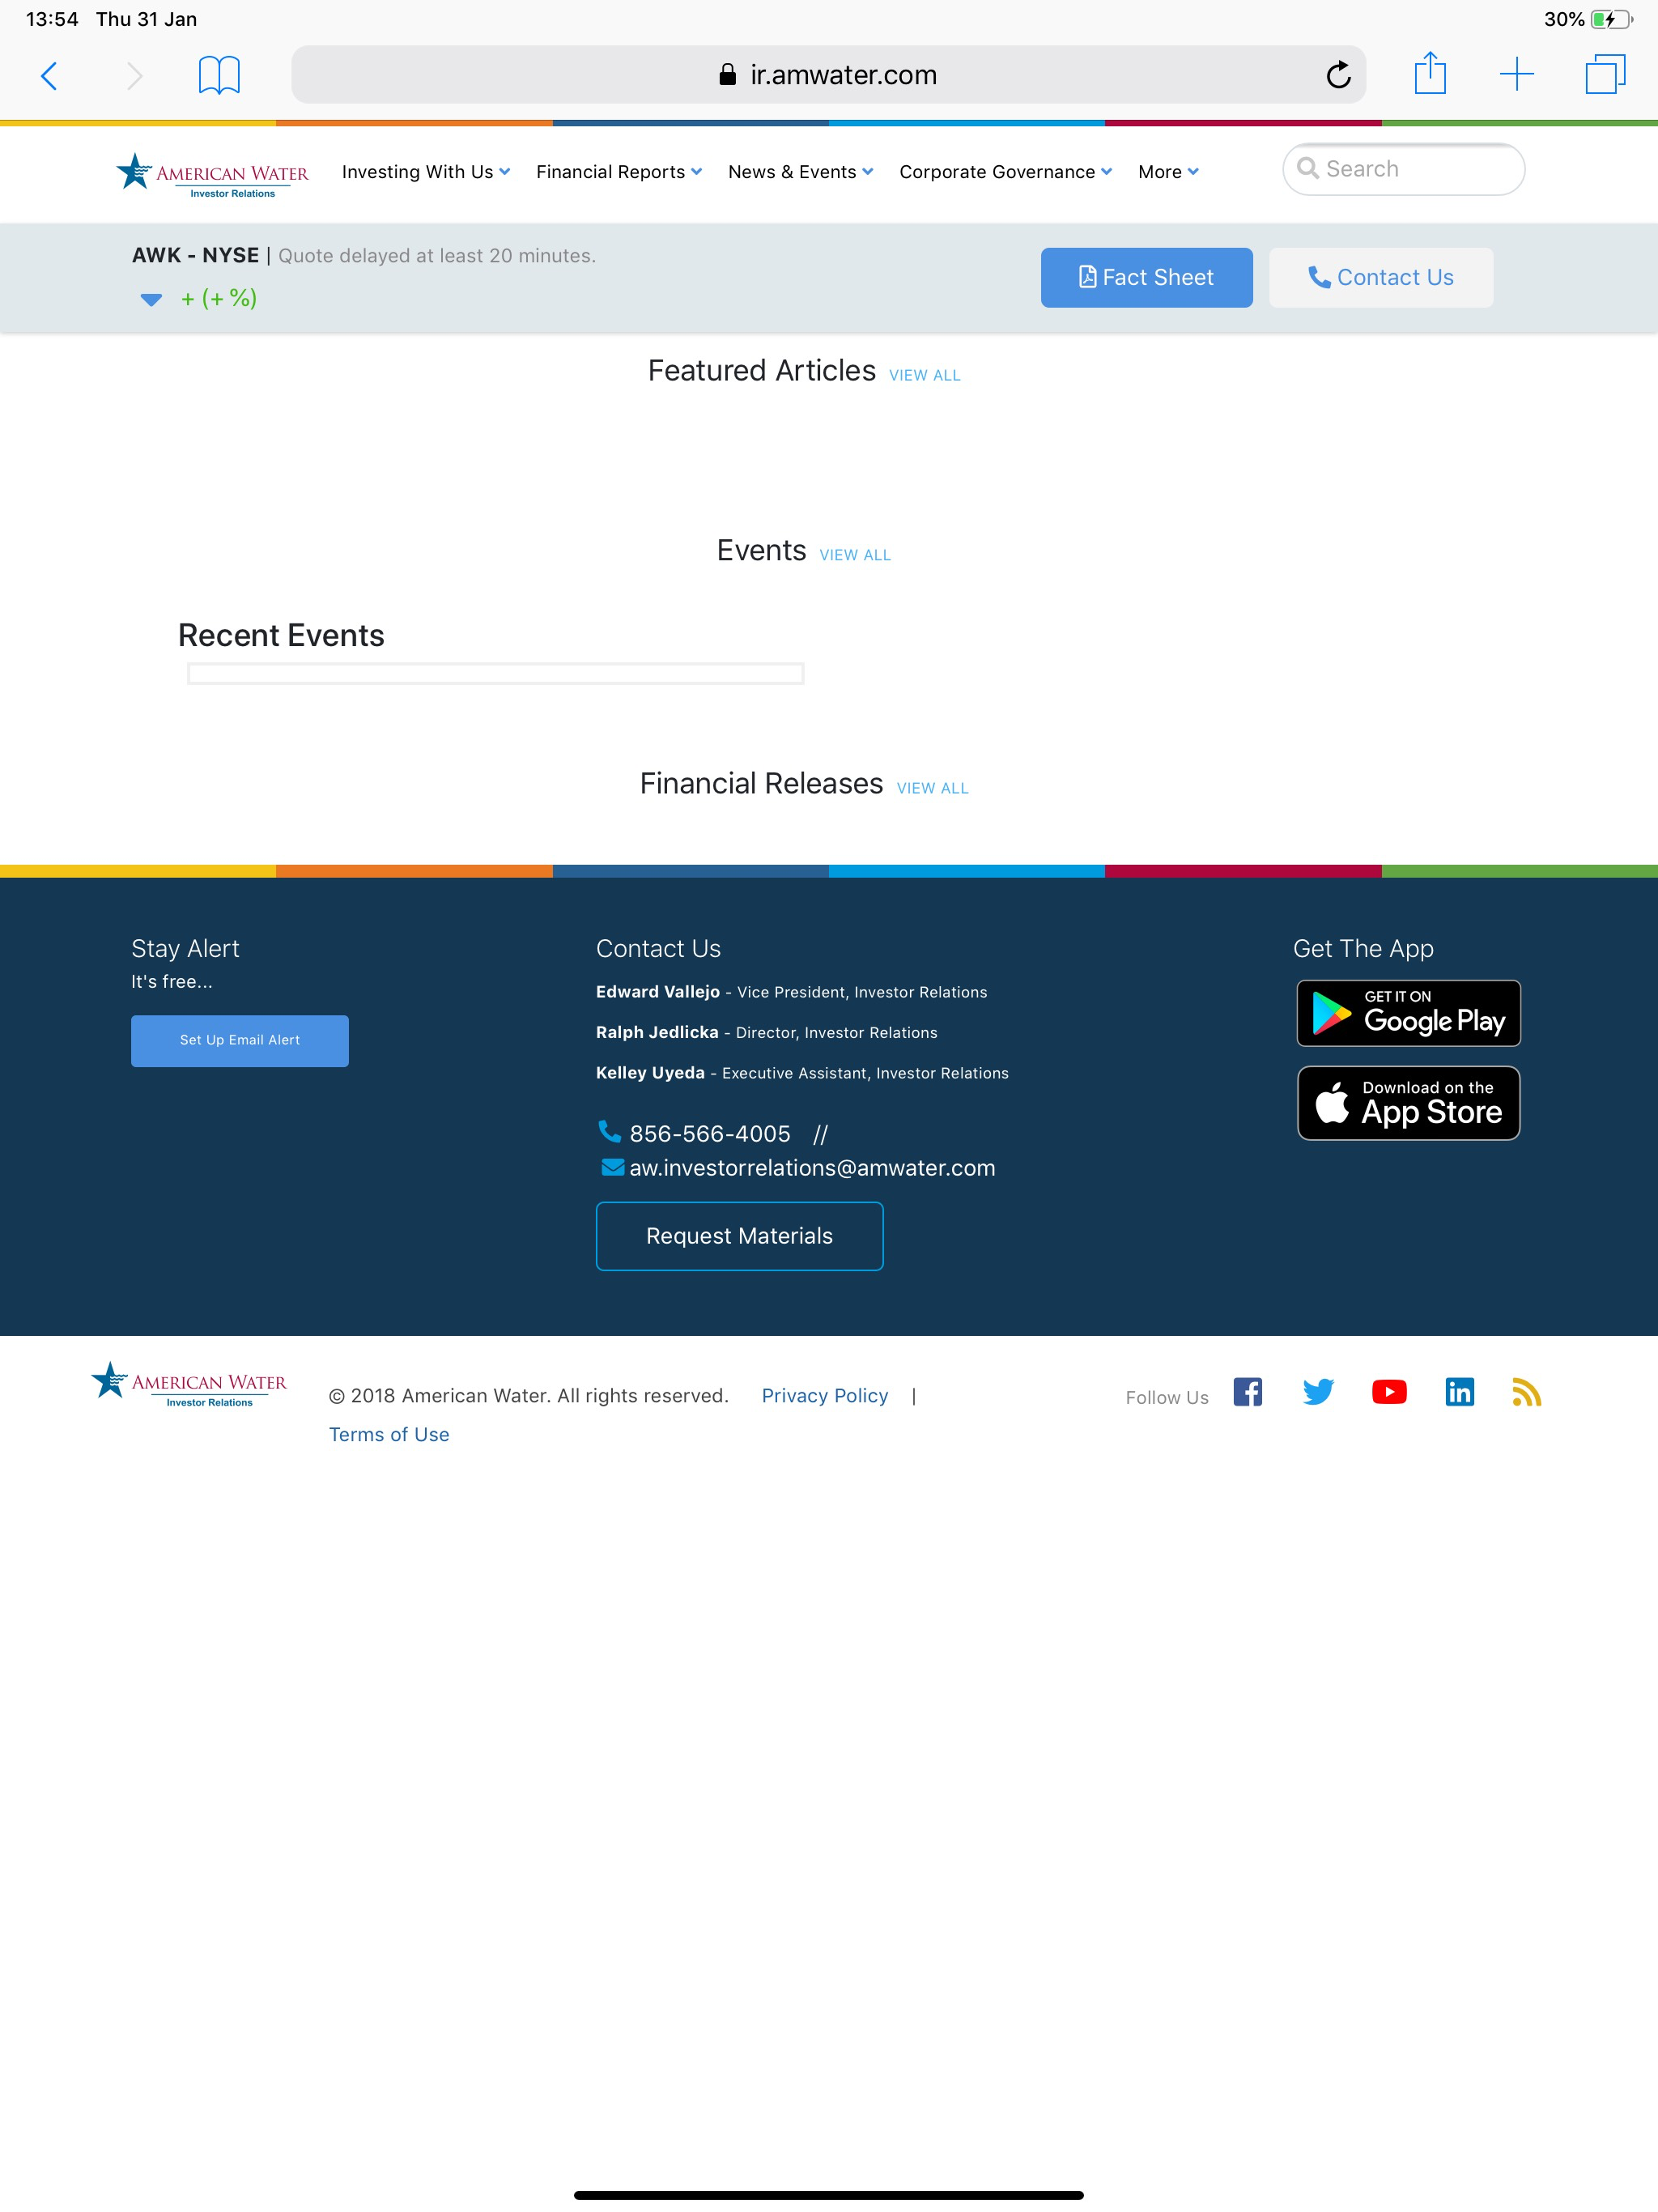 13:54 Thu 31 Jan 30%
ir.amwater.com
AMERICAN WATER
Investor Relations
Investing With Us Financial Reports News & Events Corporate Governance More Search
AWK - NYSE | Quote delayed at least 20 minutes.
+ (+ %)
Fact Sheet Contact Us
Featured Articles VIEW ALL
Events VIEW ALL
Recent Events
Financial Releases VIEW ALL
Stay Alert
It's free...
Set Up Email Alert
Contact Us
Edward Vallejo - Vice President, Investor Relations
Ralph Jedlicka - Director, Investor Relations
Kelley Uyeda - Executive Assistant, Investor Relations
856-566-4005 //
aw.investorrelations@amwater.com
Request Materials
Get The App
GET IT ON
Google Play
Download on the
App Store
AMERICAN WATER
Investor Relations
© 2018 American Water. All rights reserved. Privacy Policy |
Terms of Use
Follow Us